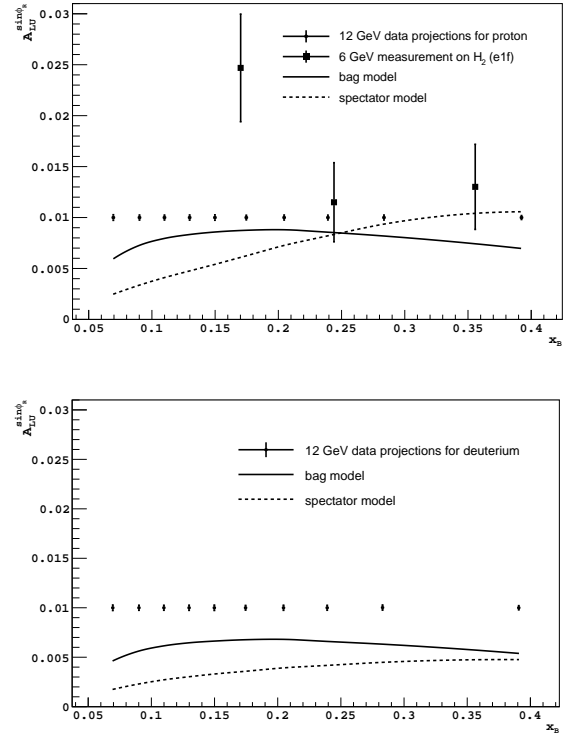 A_LU^sinφ_R
0.03
12 GeV data projections for proton
6 GeV measurement on H₂ (e1f)
0.025
bag model
spectator model
0.02
0.015
0.01
0.005
0
0.05 0.1 0.15 0.2 0.25 0.3 0.35 0.4
x_B
A_LU^sinφ_R
0.03
12 GeV data projections for deuterium
0.025
bag model
spectator model
0.02
0.015
0.01
0.005
0
0.05 0.1 0.15 0.2 0.25 0.3 0.35 0.4
x_B